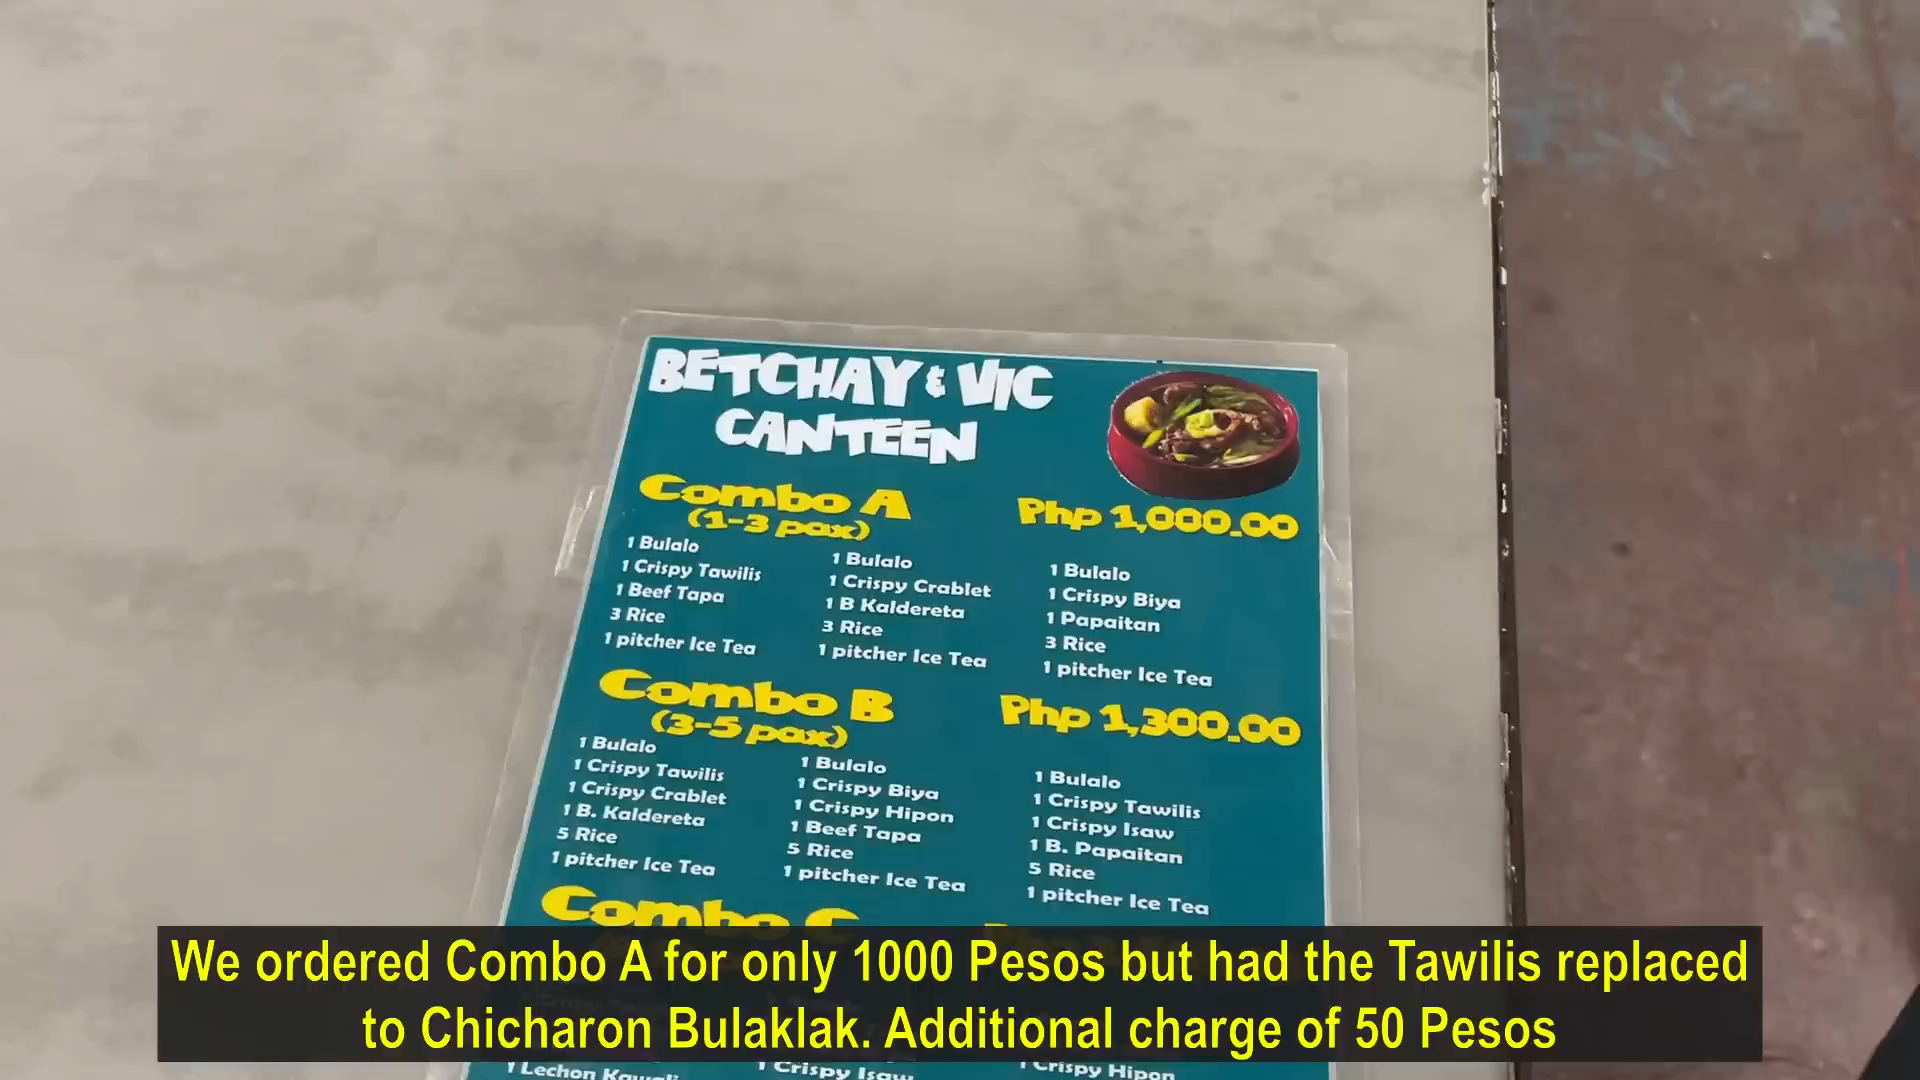 BETCHAY & VIC
CANTEEN
Combo A
(1-3 pax)
Php 1,000.00
1 Bulalo
1 Crispy Tawilis
1 Beef Tapa
3 Rice
1 pitcher Ice Tea
1 Bulalo
1 Crispy Crablet
1 B Kaldereta
3 Rice
1 pitcher Ice Tea
1 Bulalo
1 Crispy Biya
1 Papaitan
3 Rice
1 pitcher Ice Tea
Combo B
(3-5 pax)
Php 1,300.00
1 Bulalo
1 Crispy Tawilis
1 Crispy Crablet
1 B. Kaldereta
5 Rice
1 pitcher Ice Tea
1 Bulalo
1 Crispy Biya
1 Crispy Hipon
1 Beef Tapa
5 Rice
1 pitcher Ice Tea
1 Bulalo
1 Crispy Tawilis
1 Crispy Isaw
1 B. Papaitan
5 Rice
1 pitcher Ice Tea
Combo C
We ordered Combo A for only 1000 Pesos but had the Tawilis replaced
to Chicharon Bulaklak. Additional charge of 50 Pesos
1 Lechon Kawali
1 Crispy Isaw
1 Crispy Hipon